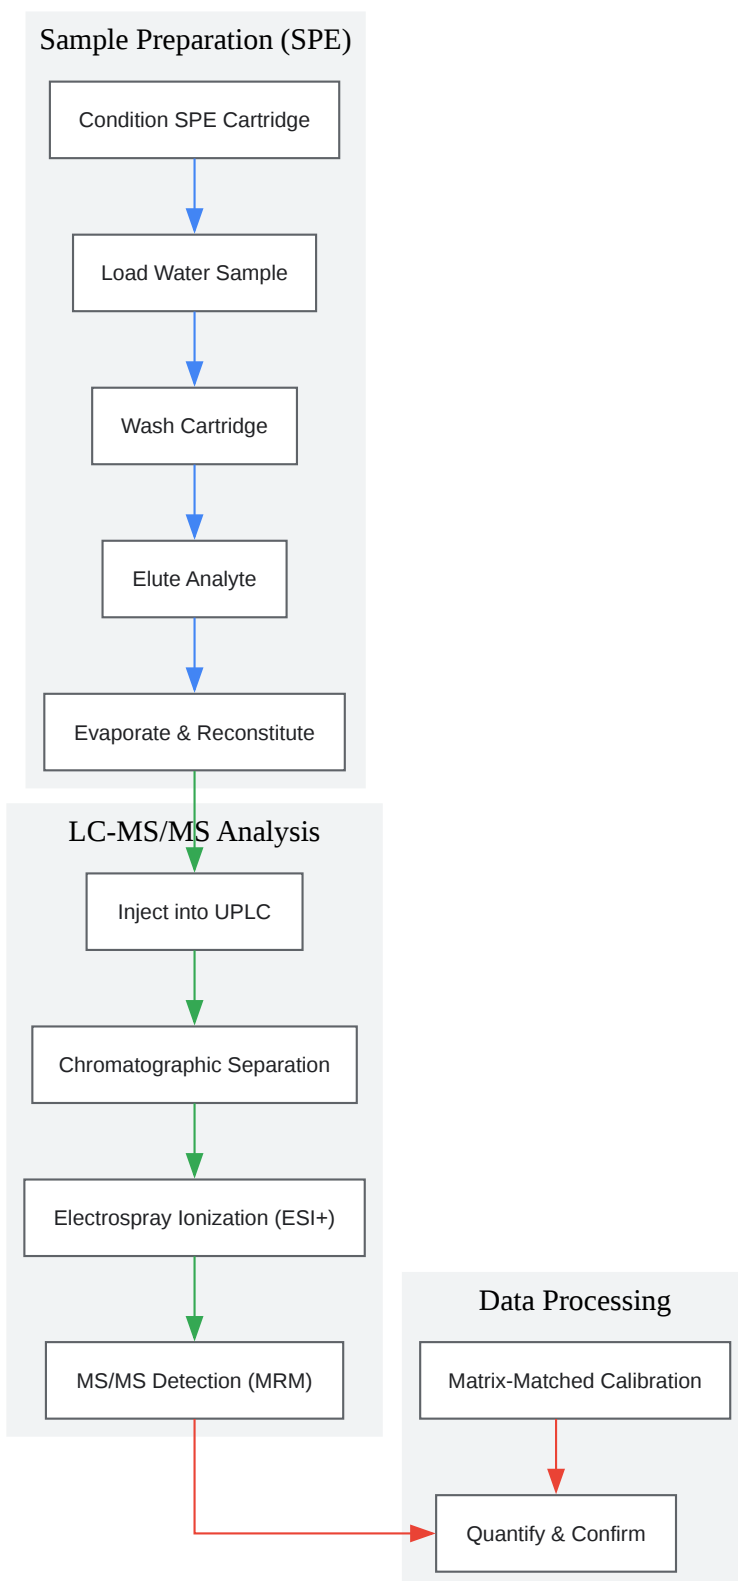 Sample Preparation (SPE)
Condition SPE Cartridge
Load Water Sample
Wash Cartridge
Elute Analyte
Evaporate & Reconstitute
LC-MS/MS Analysis
Inject into UPLC
Chromatographic Separation
Electrospray Ionization (ESI+)
MS/MS Detection (MRM)
Data Processing
Matrix-Matched Calibration
Quantify & Confirm